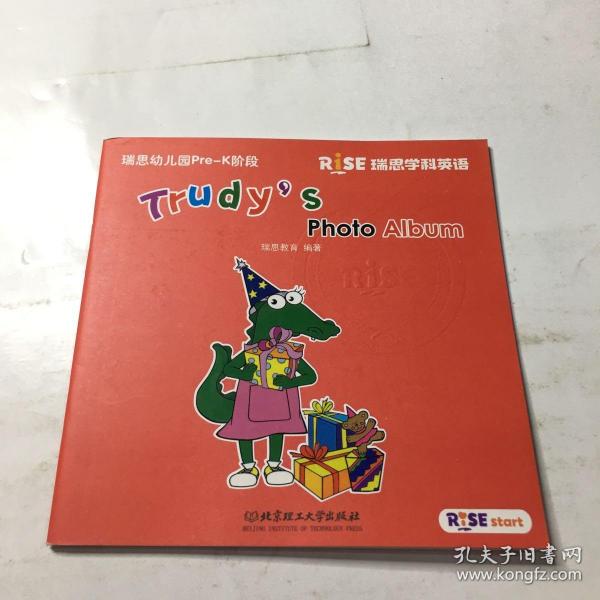 瑞思幼儿园Pre-K阶段
RiSE 瑞思学科英语
Trudy's
Photo Album
瑞思教育 编著
Ris
北京理工大学出版社
BEIJING INSTITUTE OF TECHNOLOGY PRESS
RiSE start
孔夫子旧书网
www.kongfz.com